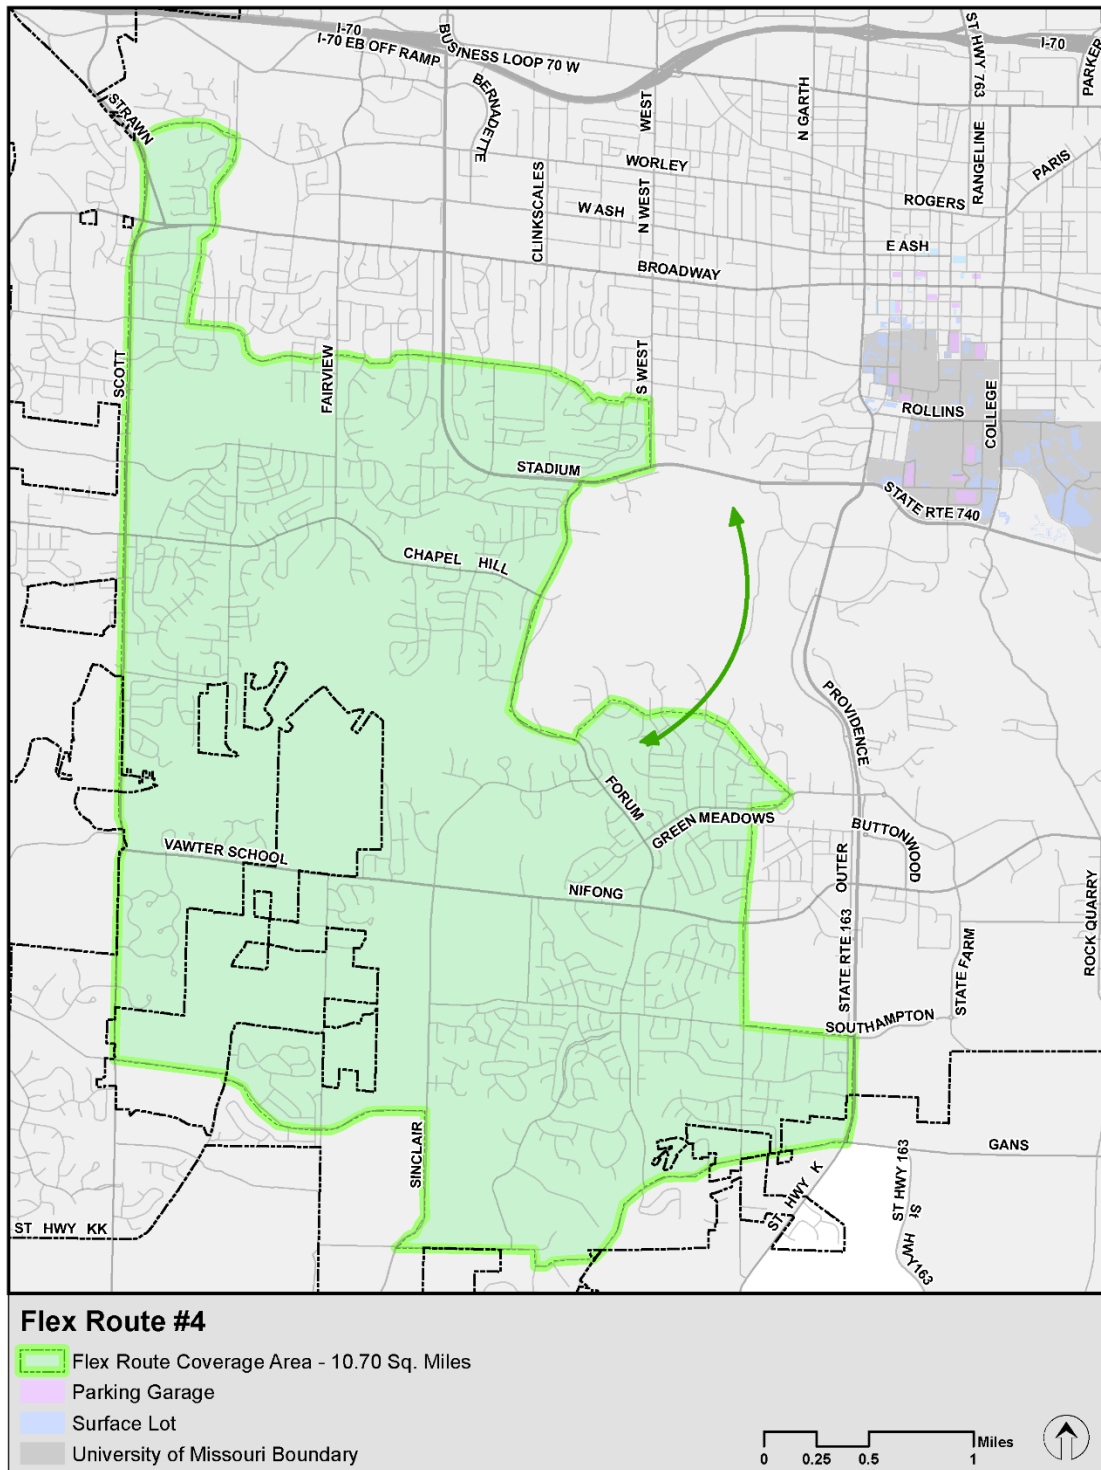 I-70
I-70 EB OFF RAMP
BUSINESS LOOP 70 W
ST HWY 763
I-70
PARKER
BERNADETTE
STRAWN
WEST
N GARTH
WORLEY
CLINKSCALES
RANGELINE
PARIS
W ASH
N WEST
ROGERS
E ASH
BROADWAY
SCOTT
FAIRVIEW
S WEST
ROLLINS
COLLEGE
STADIUM
STATE RTE 740
CHAPEL HILL
PROVIDENCE
FORUM
GREEN MEADOWS
BUTTONWOOD
VAWTER SCHOOL
NIFONG
OUTER
STATE RTE 163
ROCK QUARRY
STATE FARM
SOUTHAMPTON
SINCLAIR
GANS
ST HWY K
ST HWY 163
St HWY163
ST HWY KK
Flex Route #4
Flex Route Coverage Area - 10.70 Sq. Miles
Parking Garage
Surface Lot
University of Missouri Boundary
Miles
0 0.25 0.5 1